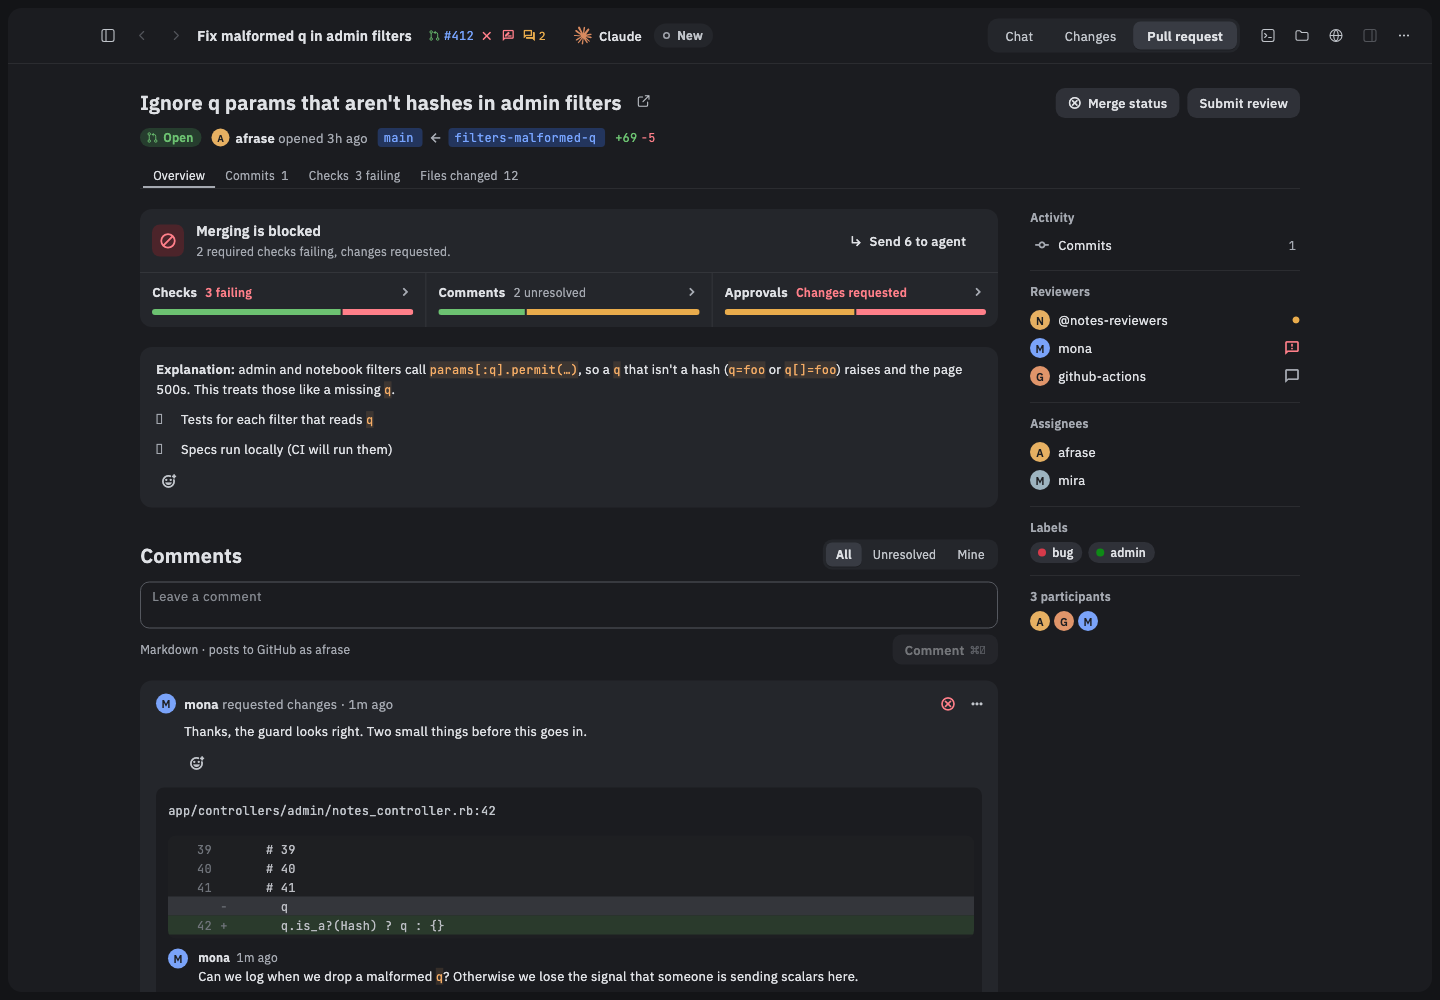 Fix malformed q in admin filters #412 2 Claude New Chat Changes Pull request
Ignore q params that aren't hashes in admin filters
Merge status Submit review
Open A afrase opened 3h ago main ← filters-malformed-q +69 -5
Overview Commits 1 Checks 3 failing Files changed 12
Merging is blocked
2 required checks failing, changes requested.
Send 6 to agent
Checks 3 failing
Comments 2 unresolved
Approvals Changes requested
Explanation: admin and notebook filters call params[:q].permit(…), so a q that isn't a hash (q=foo or q[]=foo) raises and the page
500s. This treats those like a missing q.
Tests for each filter that reads q
Specs run locally (CI will run them)
Comments
All Unresolved Mine
Leave a comment
Markdown · posts to GitHub as afrase
Comment ⌘
M mona requested changes · 1m ago
Thanks, the guard looks right. Two small things before this goes in.
app/controllers/admin/notes_controller.rb:42
39 # 39
40 # 40
41 # 41
- q
42 + q.is_a?(Hash) ? q : {}
M mona 1m ago
Can we log when we drop a malformed q? Otherwise we lose the signal that someone is sending scalars here.
Activity
Commits 1
Reviewers
N @notes-reviewers
M mona
G github-actions
Assignees
A afrase
M mira
Labels
bug admin
3 participants
A G M